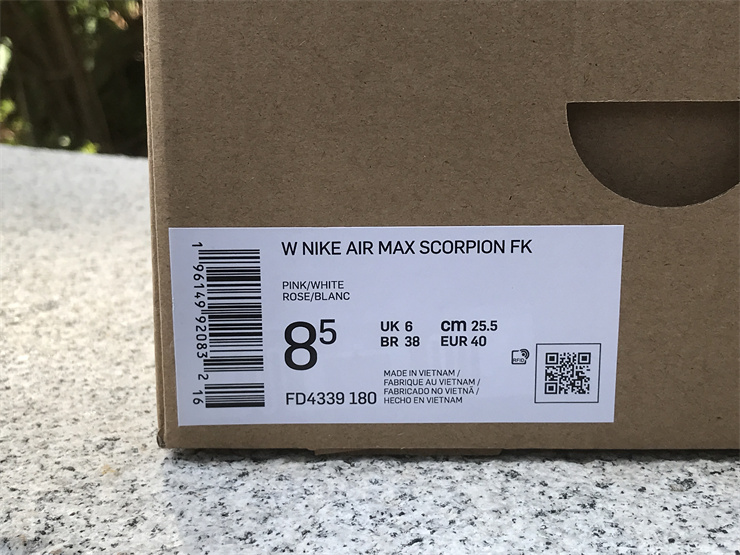 W NIKE AIR MAX SCORPION FK
PINK/WHITE
ROSE/BLANC
8 5
UK 6 cm 25.5
BR 38 EUR 40
RFID
MADE IN VIETNAM /
FABRIQUE AU VIETNAM /
FABRICADO NO VIETNÃ /
HECHO EN VIETNAM
FD4339 180
1 96149 92083 2 16